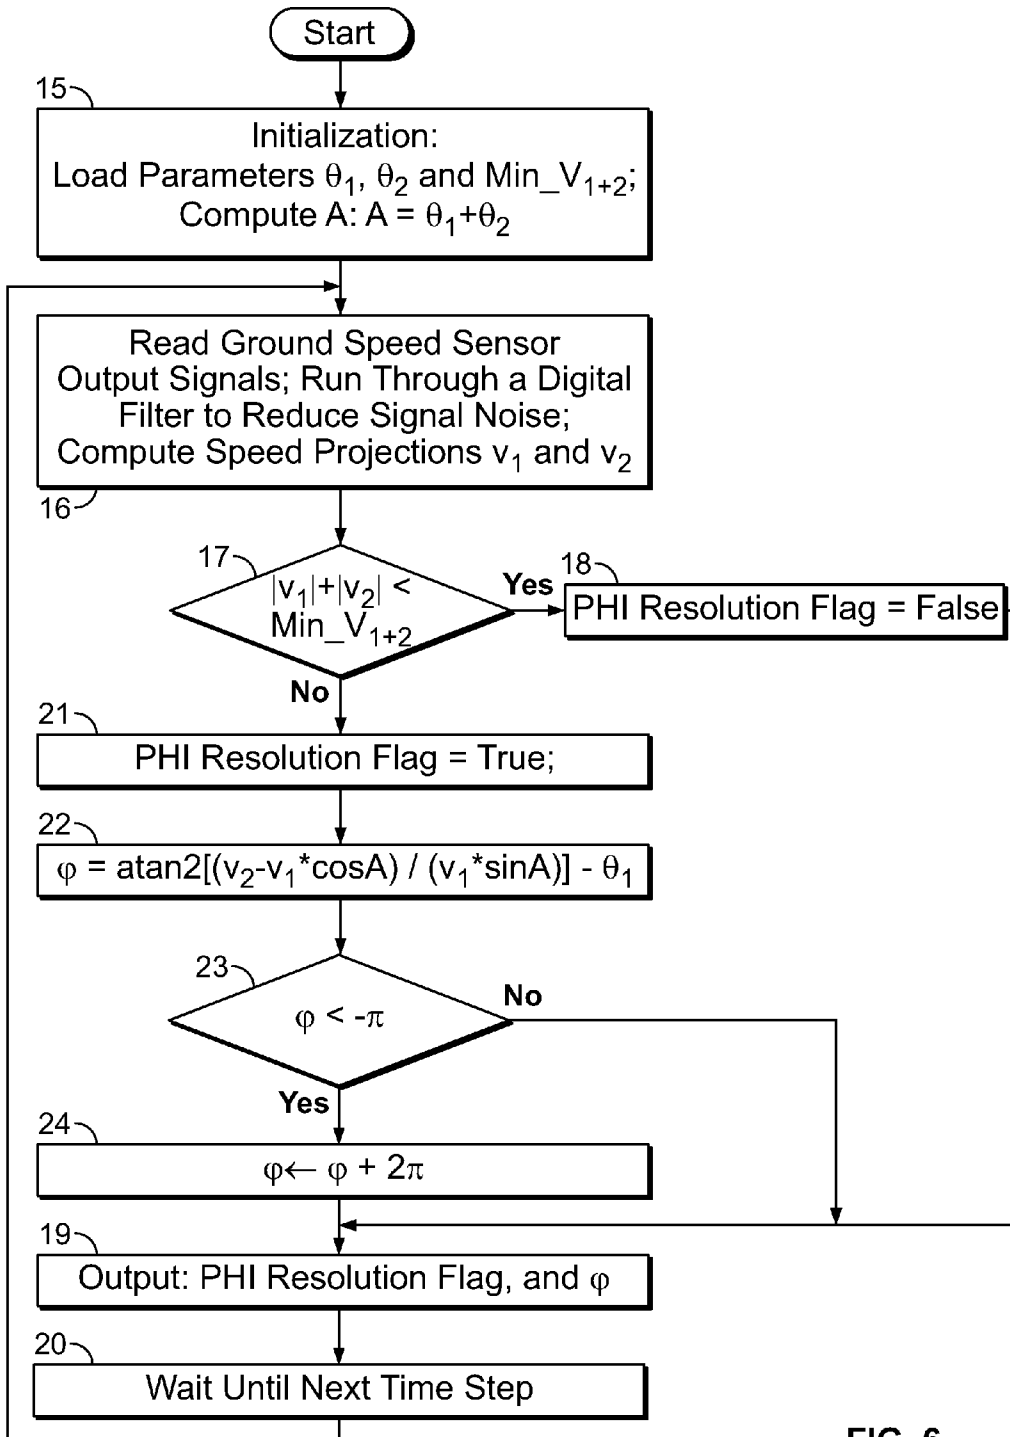 Start
15
Initialization:
Load Parameters θ₁, θ₂ and Min_V₁₊₂;
Compute A: A = θ₁+θ₂
Read Ground Speed Sensor
Output Signals; Run Through a Digital
Filter to Reduce Signal Noise;
Compute Speed Projections v₁ and v₂
16
17
|v₁|+|v₂| <
Min_V₁₊₂
Yes
18
PHI Resolution Flag = False
No
21
PHI Resolution Flag = True;
22
φ = atan2[(v₂-v₁*cosA) / (v₁*sinA)] - θ₁
23
φ < -π
No
Yes
24
φ← φ + 2π
19
Output: PHI Resolution Flag, and φ
20
Wait Until Next Time Step
FIG. 6